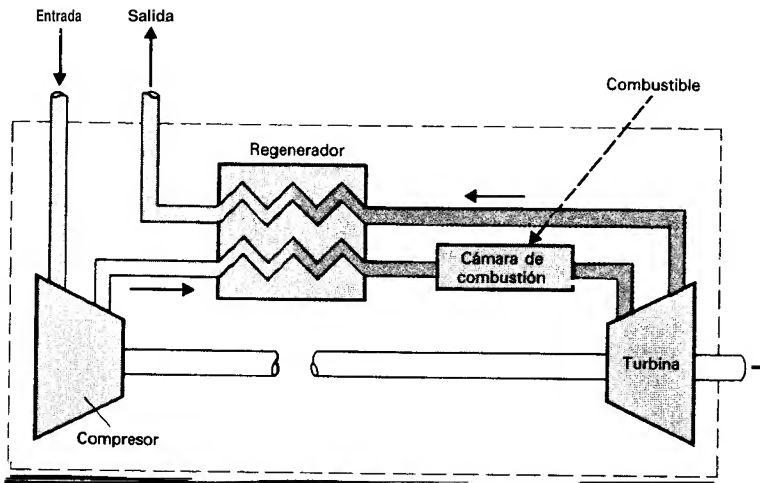 Entrada
Salida
Combustible
Regenerador
Cámara de
combustión
Turbina
Compresor